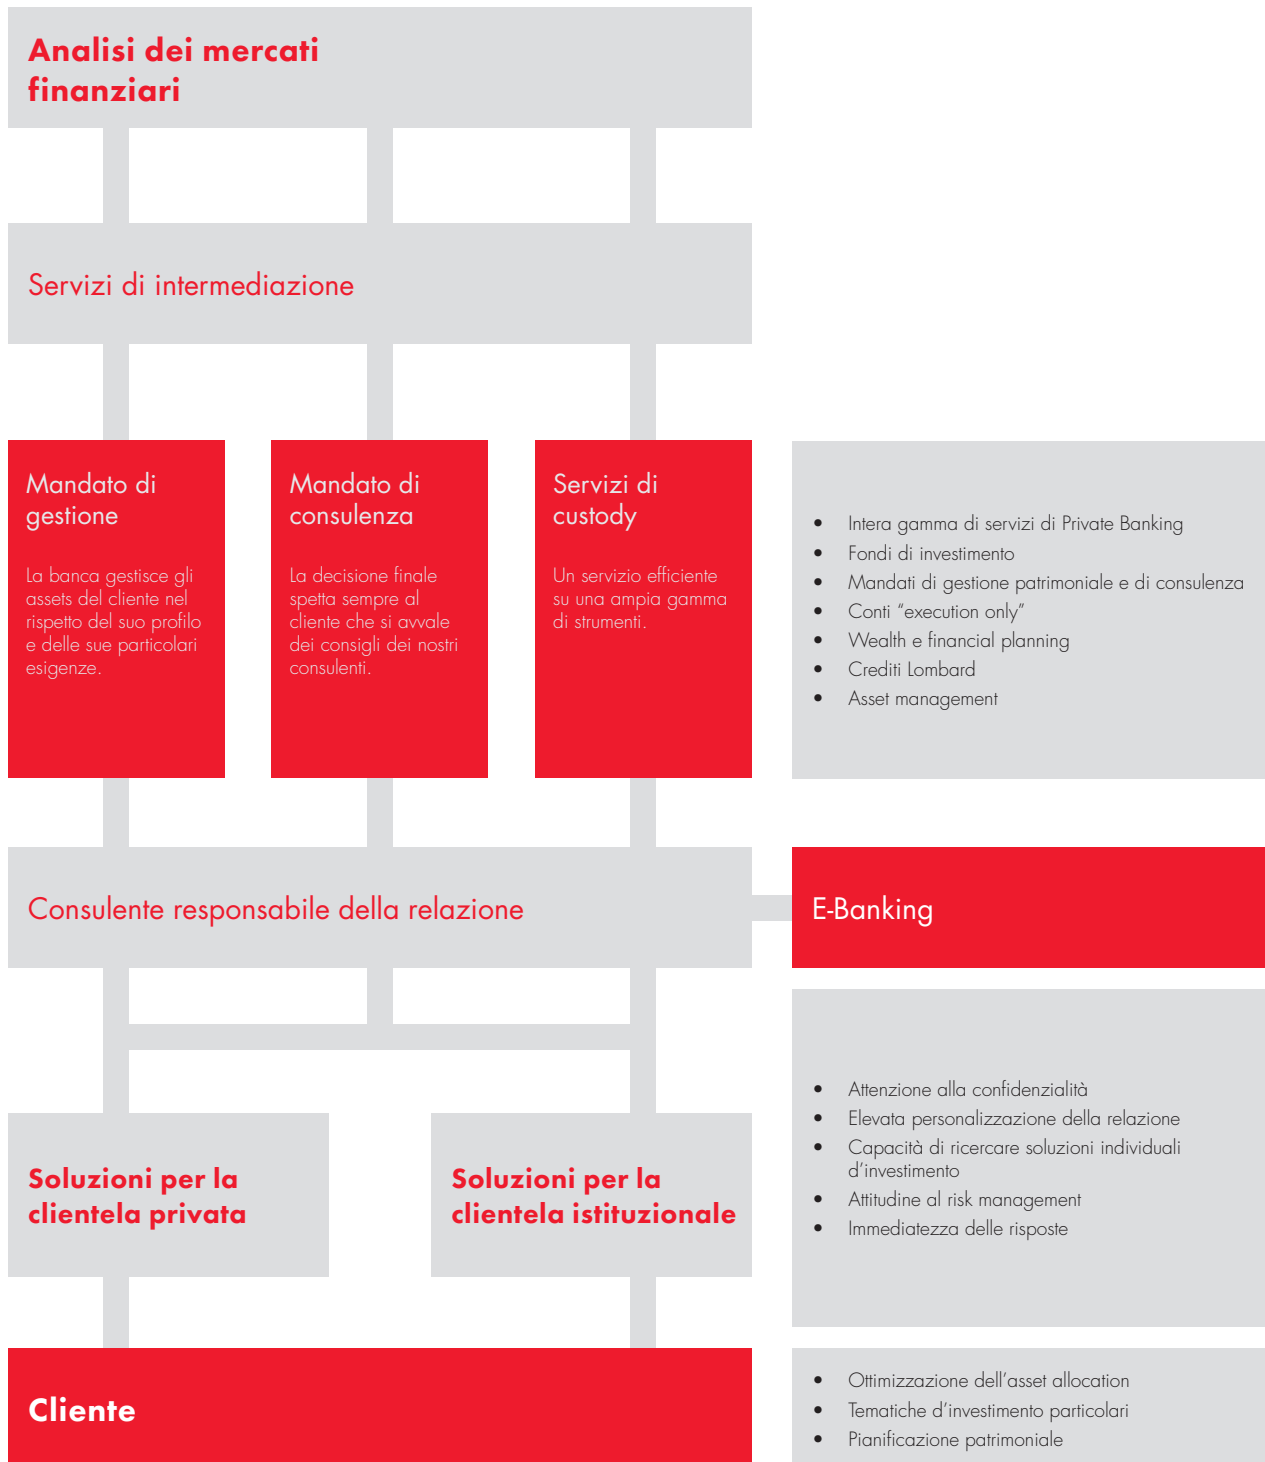 Analisi dei mercati
finanziari
Servizi di intermediazione
Mandato di
gestione
La banca gestisce gli
assets del cliente nel
rispetto del suo profilo
e delle sue particolari
esigenze.
Mandato di
consulenza
La decisione finale
spetta sempre al
cliente che si avvale
dei consigli dei nostri
consulenti.
Servizi di
custody
Un servizio efficiente
su una ampia gamma
di strumenti.
• Intera gamma di servizi di Private Banking
• Fondi di investimento
• Mandati di gestione patrimoniale e di consulenza
• Conti “execution only”
• Wealth e financial planning
• Crediti Lombard
• Asset management
Consulente responsabile della relazione
E-Banking
• Attenzione alla confidenzialità
• Elevata personalizzazione della relazione
• Capacità di ricercare soluzioni individuali
d’investimento
• Attitudine al risk management
• Immediatezza delle risposte
Soluzioni per la
clientela privata
Soluzioni per la
clientela istituzionale
Cliente
• Ottimizzazione dell’asset allocation
• Tematiche d’investimento particolari
• Pianificazione patrimoniale